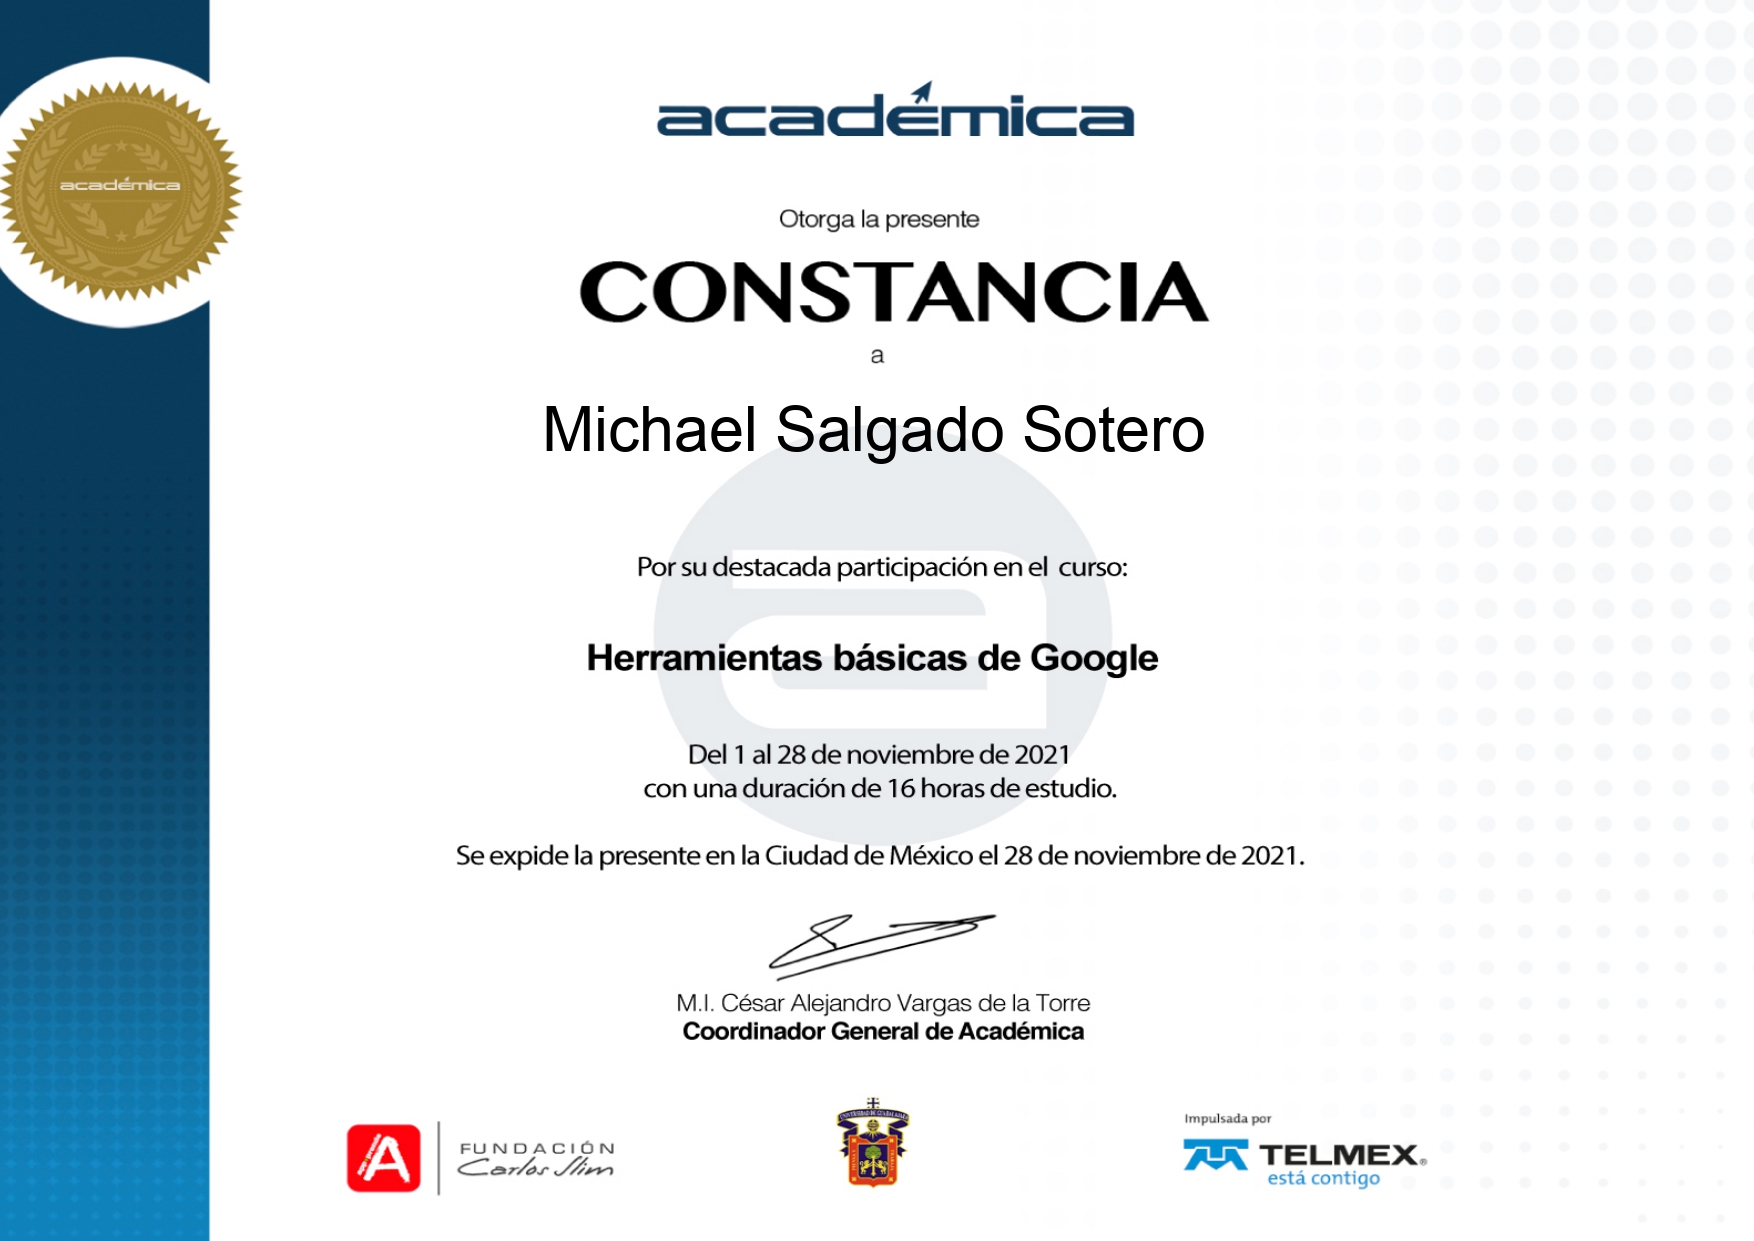 académica
académica
Otorga la presente
CONSTANCIA
a
Michael Salgado Sotero
Por su destacada participación en el curso:
Herramientas básicas de Google
Del 1 al 28 de noviembre de 2021
con una duración de 16 horas de estudio.
Se expide la presente en la Ciudad de México el 28 de noviembre de 2021.
M.I. César Alejandro Vargas de la Torre
Coordinador General de Académica
A
FUNDACIÓN
Carlos Slim
UNIVERSIDAD DE GUADALAJARA
Impulsada por
TELMEX®
está contigo